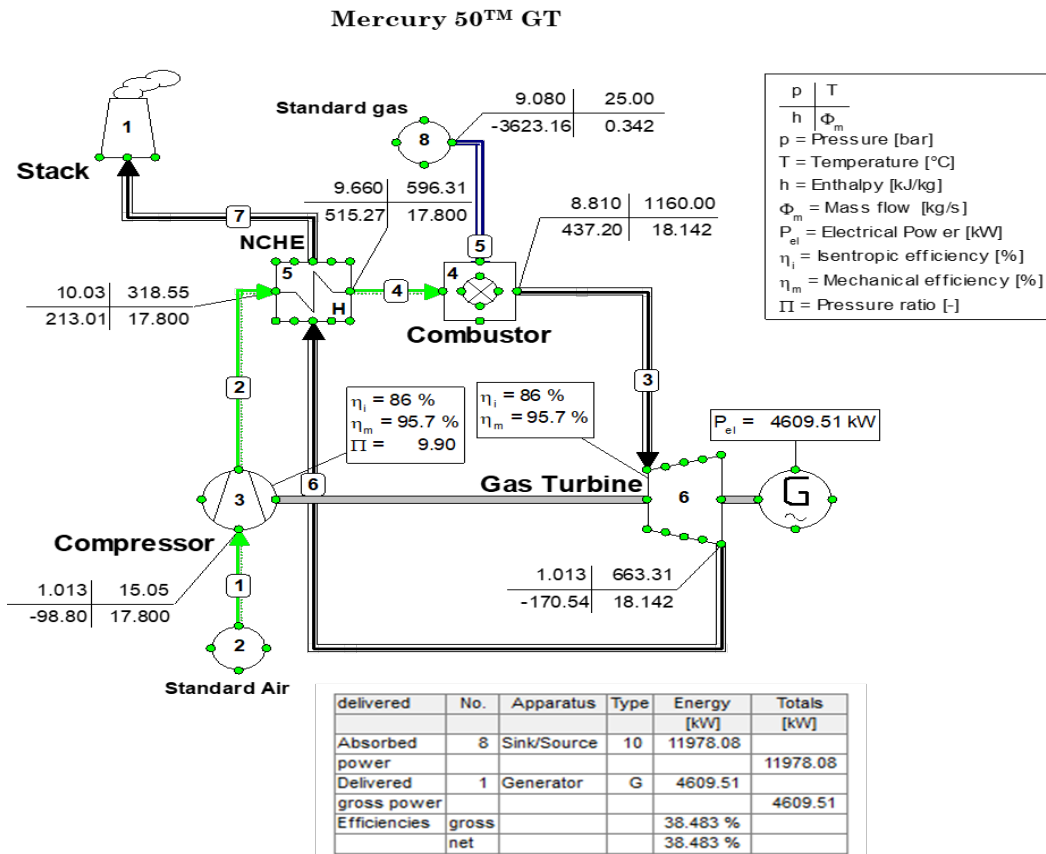 Mercury 50™ GT
1
Stack
Standard gas
8
9.080 25.00
-3623.16 0.342
p T
h Φm
p = Pressure [bar]
T = Temperature [°C]
h = Enthalpy [kJ/kg]
Φm = Mass flow [kg/s]
Pel = Electrical Power [kW]
ηi = Isentropic efficiency [%]
ηm = Mechanical efficiency [%]
Π = Pressure ratio [-]
9.660 596.31
515.27 17.800
8.810 1160.00
437.20 18.142
7
NCHE
5
5
H
4
4
Combustor
10.03 318.55
213.01 17.800
2
3
ηi = 86 %
ηm = 95.7 %
Π = 9.90
ηi = 86 %
ηm = 95.7 %
Pel = 4609.51 kW
6
Gas Turbine
3
6
G
Compressor
1.013 15.05
-98.80 17.800
1
1.013 663.31
-170.54 18.142
2
Standard Air
delivered No. Apparatus Type Energy Totals
[kW] [kW]
Absorbed 8 Sink/Source 10 11978.08
power 11978.08
Delivered 1 Generator G 4609.51
gross power 4609.51
Efficiencies gross 38.483 %
net 38.483 %